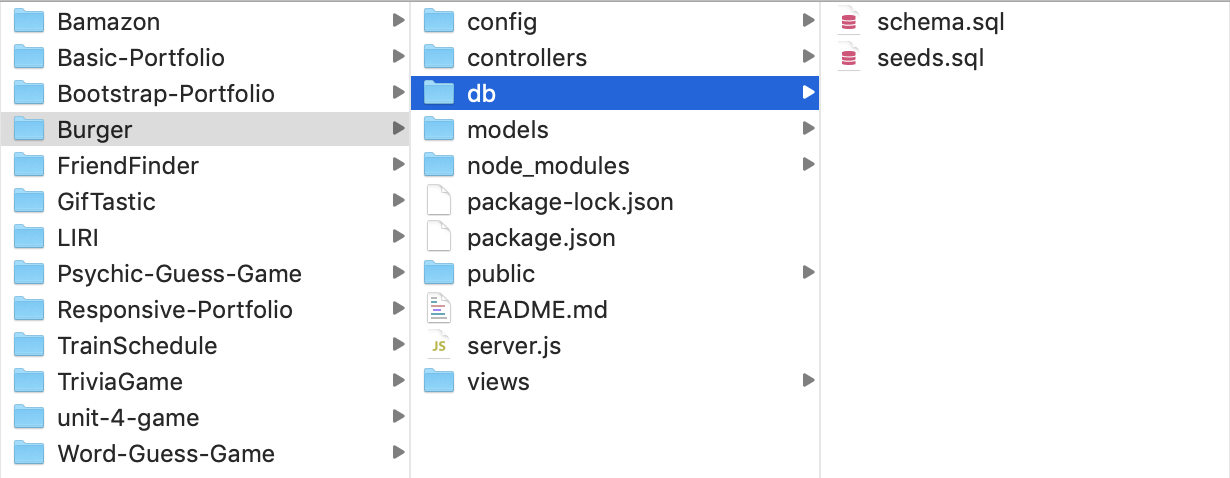 Bamazon
Basic-Portfolio
Bootstrap-Portfolio
Burger
FriendFinder
GifTastic
LIRI
Psychic-Guess-Game
Responsive-Portfolio
TrainSchedule
TriviaGame
unit-4-game
Word-Guess-Game
config
controllers
db
models
node_modules
package-lock.json
package.json
public
README.md
JS server.js
views
schema.sql
seeds.sql